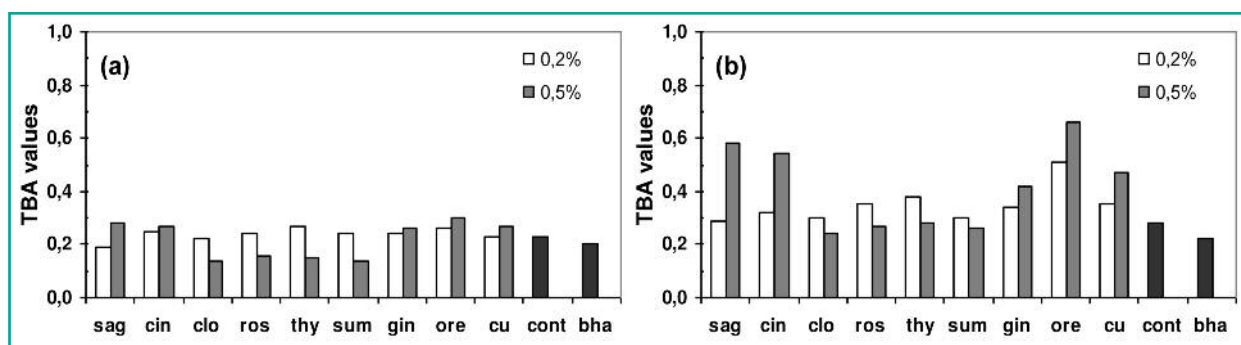 1,0
(a)
0,2%
0,5%
0,8
0,6
0,4
0,2
0,0
TBA values
sag cin clo ros thy sum gin ore cu cont bha
1,0
(b)
0,2%
0,5%
0,8
0,6
0,4
0,2
0,0
TBA values
sag cin clo ros thy sum gin ore cu cont bha